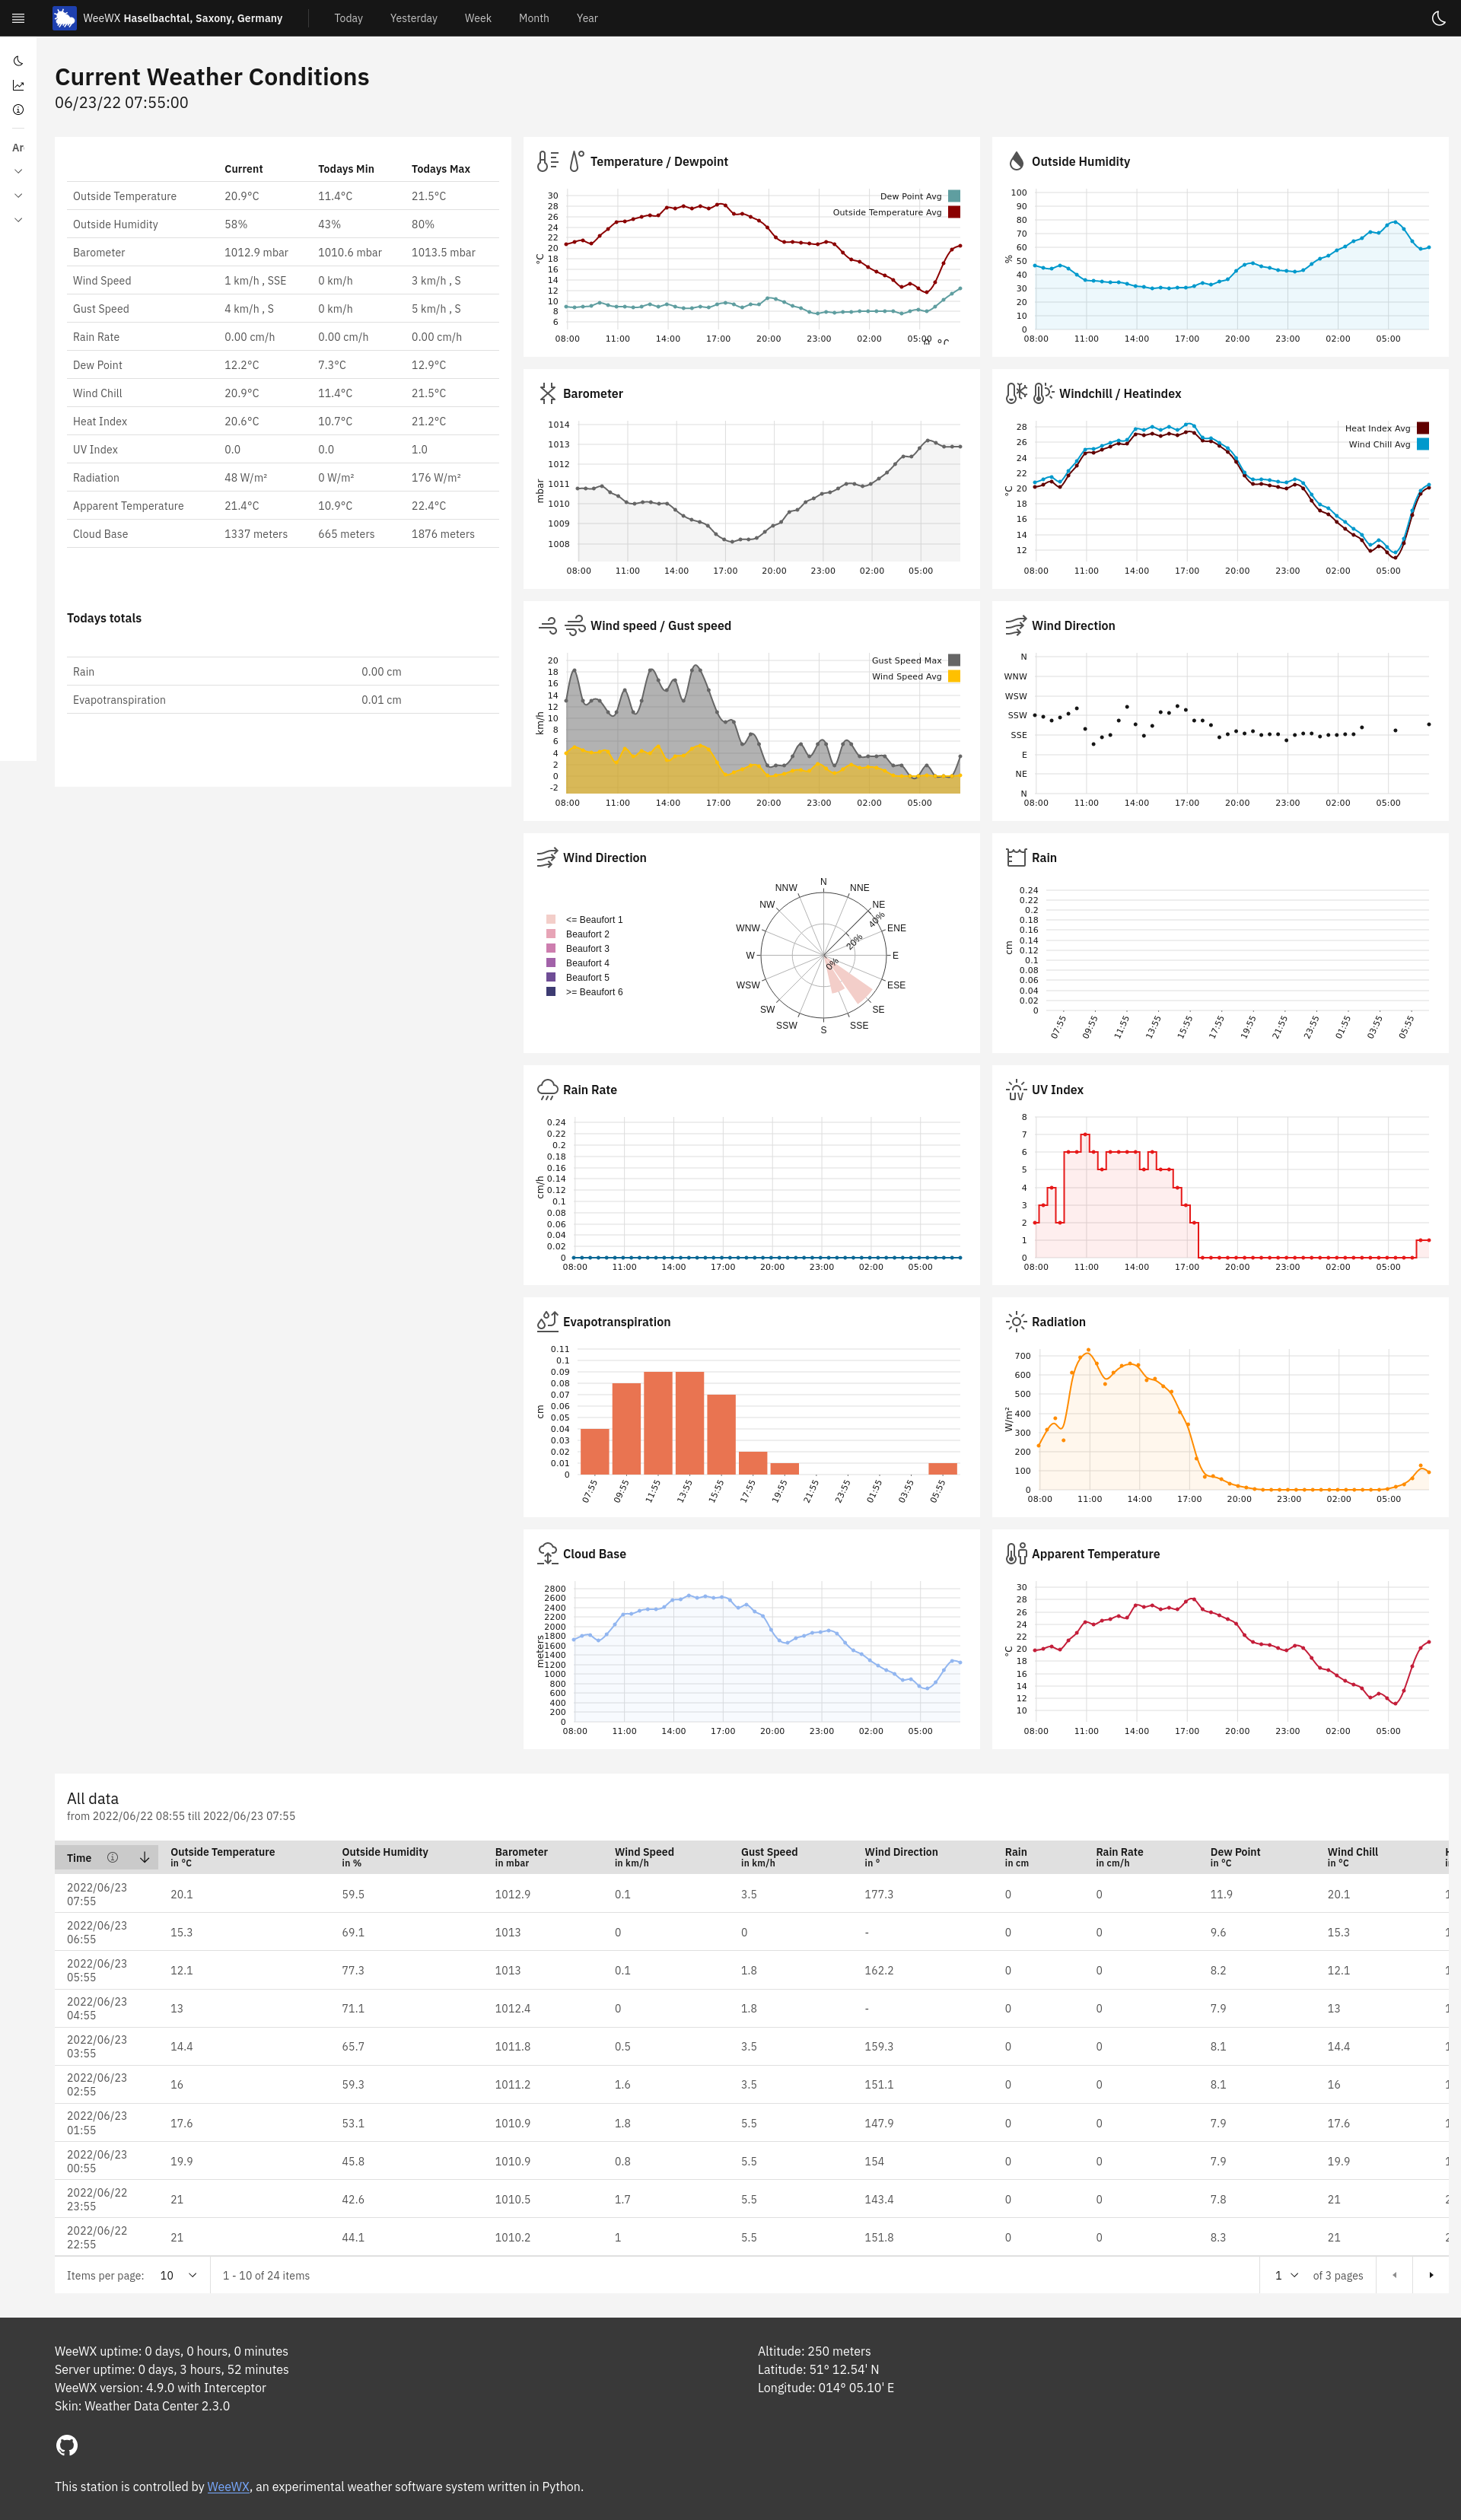 WeeWX Haselbachtal, Saxony, Germany Today Yesterday Week Month Year
Current Weather Conditions
06/23/22 07:55:00
Current Todays Min Todays Max
Outside Temperature 20.9°C 11.4°C 21.5°C
Outside Humidity 58% 43% 80%
Barometer 1012.9 mbar 1010.6 mbar 1013.5 mbar
Wind Speed 1 km/h , SSE 0 km/h 3 km/h , S
Gust Speed 4 km/h , S 0 km/h 5 km/h , S
Rain Rate 0.00 cm/h 0.00 cm/h 0.00 cm/h
Dew Point 12.2°C 7.3°C 12.9°C
Wind Chill 20.9°C 11.4°C 21.5°C
Heat Index 20.6°C 10.7°C 21.2°C
UV Index 0.0 0.0 1.0
Radiation 48 W/m² 0 W/m² 176 W/m²
Apparent Temperature 21.4°C 10.9°C 22.4°C
Cloud Base 1337 meters 665 meters 1876 meters
Todays totals
Rain 0.00 cm
Evapotranspiration 0.01 cm
Temperature / Dewpoint
Dew Point Avg
Outside Temperature Avg
°C
30
28
26
24
22
20
18
16
14
12
10
8
6
08:00 11:00 14:00 17:00 20:00 23:00 02:00 05:00
Outside Humidity
%
100
90
80
70
60
50
40
30
20
10
0
08:00 11:00 14:00 17:00 20:00 23:00 02:00 05:00
Barometer
mbar
1014
1013
1012
1011
1010
1009
1008
08:00 11:00 14:00 17:00 20:00 23:00 02:00 05:00
Windchill / Heatindex
Heat Index Avg
Wind Chill Avg
°C
28
26
24
22
20
18
16
14
12
08:00 11:00 14:00 17:00 20:00 23:00 02:00 05:00
Wind speed / Gust speed
Gust Speed Max
Wind Speed Avg
km/h
20
18
16
14
12
10
8
6
4
2
0
-2
08:00 11:00 14:00 17:00 20:00 23:00 02:00 05:00
Wind Direction
N
WNW
WSW
SSW
SSE
E
NE
N
08:00 11:00 14:00 17:00 20:00 23:00 02:00 05:00
Wind Direction
<= Beaufort 1
Beaufort 2
Beaufort 3
Beaufort 4
Beaufort 5
>= Beaufort 6
N
NNE
NE
ENE
E
ESE
SE
SSE
S
SSW
SW
WSW
W
WNW
NW
NNW
0%
20%
40%
Rain
cm
0.24
0.22
0.2
0.18
0.16
0.14
0.12
0.1
0.08
0.06
0.04
0.02
0
07:55 09:55 11:55 13:55 15:55 17:55 19:55 21:55 23:55 01:55 03:55 05:55
Rain Rate
cm/h
0.24
0.22
0.2
0.18
0.16
0.14
0.12
0.1
0.08
0.06
0.04
0.02
0
08:00 11:00 14:00 17:00 20:00 23:00 02:00 05:00
UV
UV Index
8
7
6
5
4
3
2
1
0
08:00 11:00 14:00 17:00 20:00 23:00 02:00 05:00
Evapotranspiration
cm
0.11
0.1
0.09
0.08
0.07
0.06
0.05
0.04
0.03
0.02
0.01
0
07:55 09:55 11:55 13:55 15:55 17:55 19:55 21:55 23:55 01:55 03:55 05:55
Radiation
W/m²
700
600
500
400
300
200
100
0
08:00 11:00 14:00 17:00 20:00 23:00 02:00 05:00
Cloud Base
meters
2800
2600
2400
2200
2000
1800
1600
1400
1200
1000
800
600
400
200
0
08:00 11:00 14:00 17:00 20:00 23:00 02:00 05:00
Apparent Temperature
°C
30
28
26
24
22
20
18
16
14
12
10
08:00 11:00 14:00 17:00 20:00 23:00 02:00 05:00
All data
from 2022/06/22 08:55 till 2022/06/23 07:55
Time Outside Temperature Outside Humidity Barometer Wind Speed Gust Speed Wind Direction Rain Rain Rate Dew Point Wind Chill
in °C in % in mbar in km/h in km/h in ° in cm in cm/h in °C in °C
2022/06/23 07:55 20.1 59.5 1012.9 0.1 3.5 177.3 0 0 11.9 20.1
2022/06/23 06:55 15.3 69.1 1013 0 0 - 0 0 9.6 15.3
2022/06/23 05:55 12.1 77.3 1013 0.1 1.8 162.2 0 0 8.2 12.1
2022/06/23 04:55 13 71.1 1012.4 0 1.8 - 0 0 7.9 13
2022/06/23 03:55 14.4 65.7 1011.8 0.5 3.5 159.3 0 0 8.1 14.4
2022/06/23 02:55 16 59.3 1011.2 1.6 3.5 151.1 0 0 8.1 16
2022/06/23 01:55 17.6 53.1 1010.9 1.8 5.5 147.9 0 0 7.9 17.6
2022/06/23 00:55 19.9 45.8 1010.9 0.8 5.5 154 0 0 7.9 19.9
2022/06/22 23:55 21 42.6 1010.5 1.7 5.5 143.4 0 0 7.8 21
2022/06/22 22:55 21 44.1 1010.2 1 5.5 151.8 0 0 8.3 21
Items per page: 10 1 - 10 of 24 items 1 of 3 pages
WeeWX uptime: 0 days, 0 hours, 0 minutes
Server uptime: 0 days, 3 hours, 52 minutes
WeeWX version: 4.9.0 with Interceptor
Skin: Weather Data Center 2.3.0
Altitude: 250 meters
Latitude: 51° 12.54' N
Longitude: 014° 05.10' E
This station is controlled by WeeWX, an experimental weather software system written in Python.